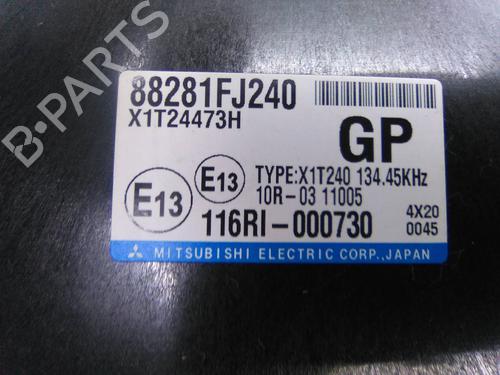 88281FJ240
X1T24473H
GP
E13
E13
TYPE:X1T240 134.45KHz
10R-03 11005
116RI-000730
4X20
0045
MITSUBISHI ELECTRIC CORP.,JAPAN
B-PARTS